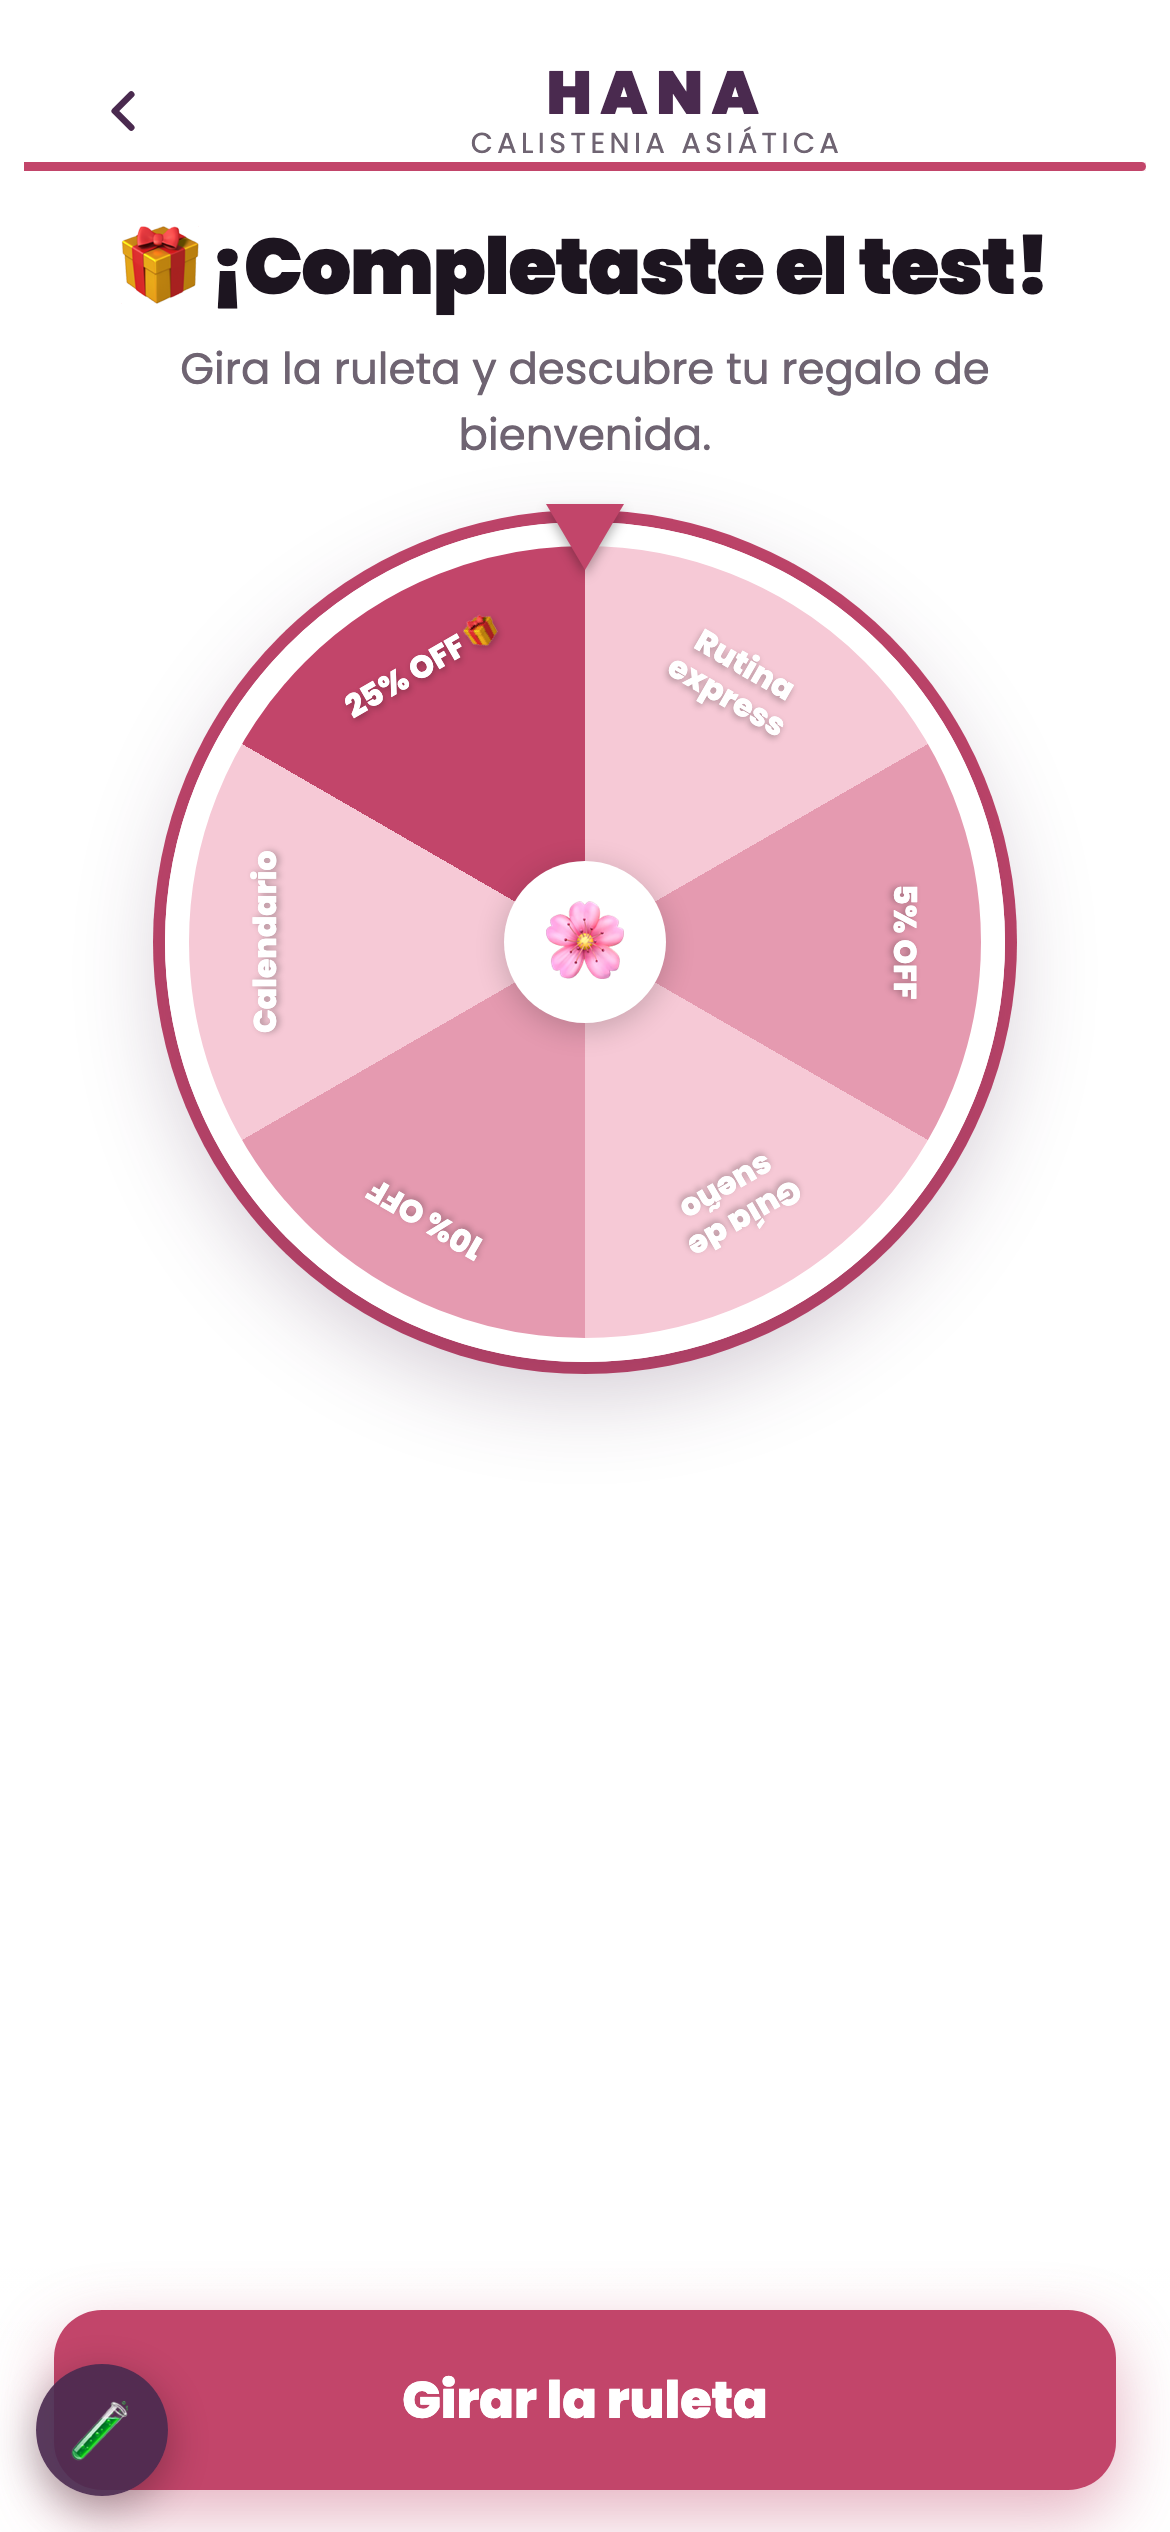 HANA
CALISTENIA ASIÁTICA
🎁 ¡Completaste el test!
Gira la ruleta y descubre tu regalo de
bienvenida.
25% OFF🎁
Rutina
express
Calendario
5% OFF
10% OFF
Guía de
sueño
Girar la ruleta